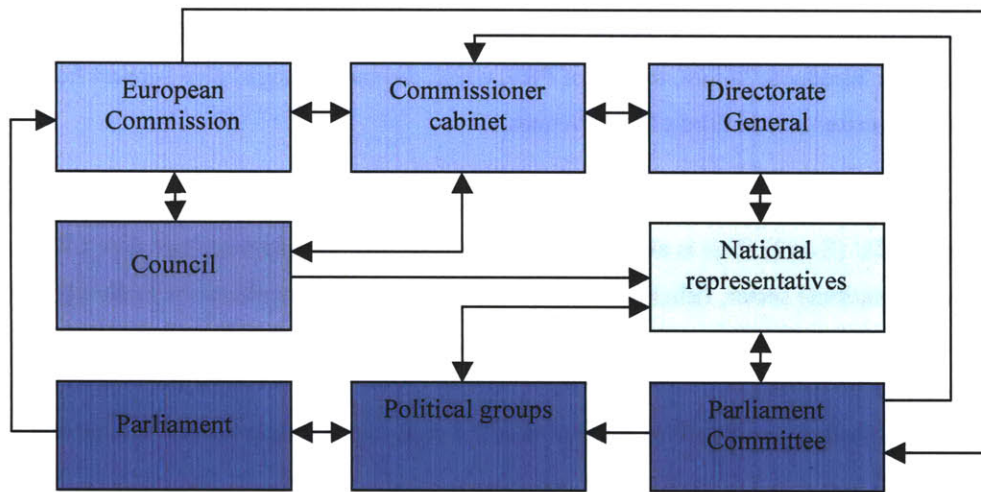 European
Commission
Commissioner
cabinet
Directorate
General
Council
National
representatives
Parliament
Political groups
Parliament
Committee